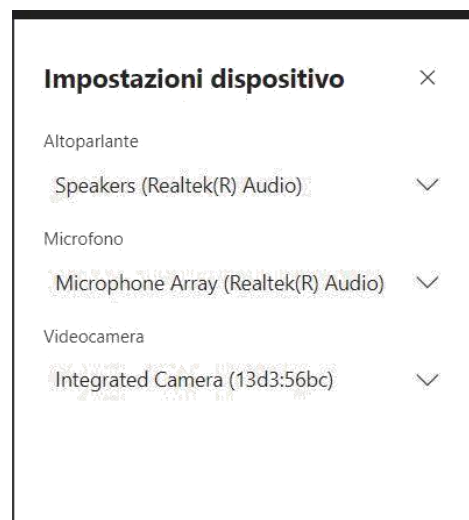 Impostazioni dispositivo
Altoparlante
Speakers (Realtek(R) Audio)
Microfono
Microphone Array (Realtek(R) Audio)
Videocamera
Integrated Camera (13d3:56bc)